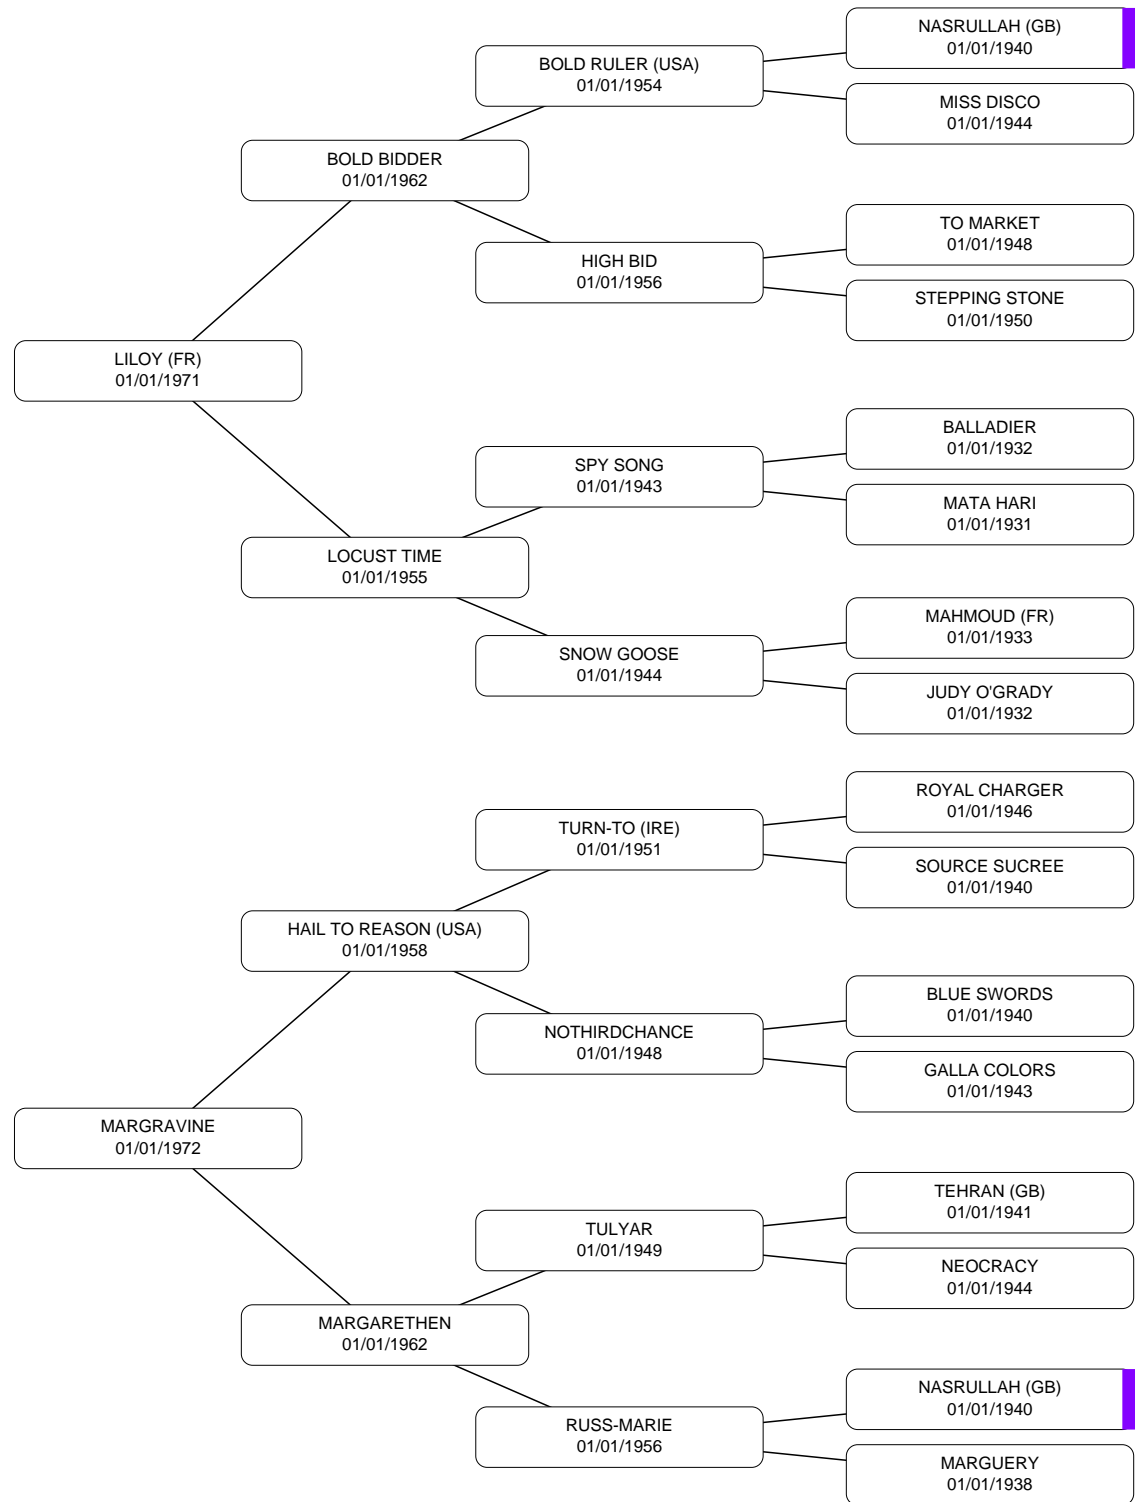 NASRULLAH (GB)
01/01/1940
BOLD RULER (USA)
01/01/1954
MISS DISCO
01/01/1944
BOLD BIDDER
01/01/1962
TO MARKET
01/01/1948
HIGH BID
01/01/1956
STEPPING STONE
01/01/1950
LILOY (FR)
01/01/1971
BALLADIER
01/01/1932
SPY SONG
01/01/1943
MATA HARI
01/01/1931
LOCUST TIME
01/01/1955
MAHMOUD (FR)
01/01/1933
SNOW GOOSE
01/01/1944
JUDY O'GRADY
01/01/1932
ROYAL CHARGER
01/01/1946
TURN-TO (IRE)
01/01/1951
SOURCE SUCREE
01/01/1940
HAIL TO REASON (USA)
01/01/1958
BLUE SWORDS
01/01/1940
NOTHIRDCHANCE
01/01/1948
GALLA COLORS
01/01/1943
MARGRAVINE
01/01/1972
TEHRAN (GB)
01/01/1941
TULYAR
01/01/1949
NEOCRACY
01/01/1944
MARGARETHEN
01/01/1962
NASRULLAH (GB)
01/01/1940
RUSS-MARIE
01/01/1956
MARGUERY
01/01/1938